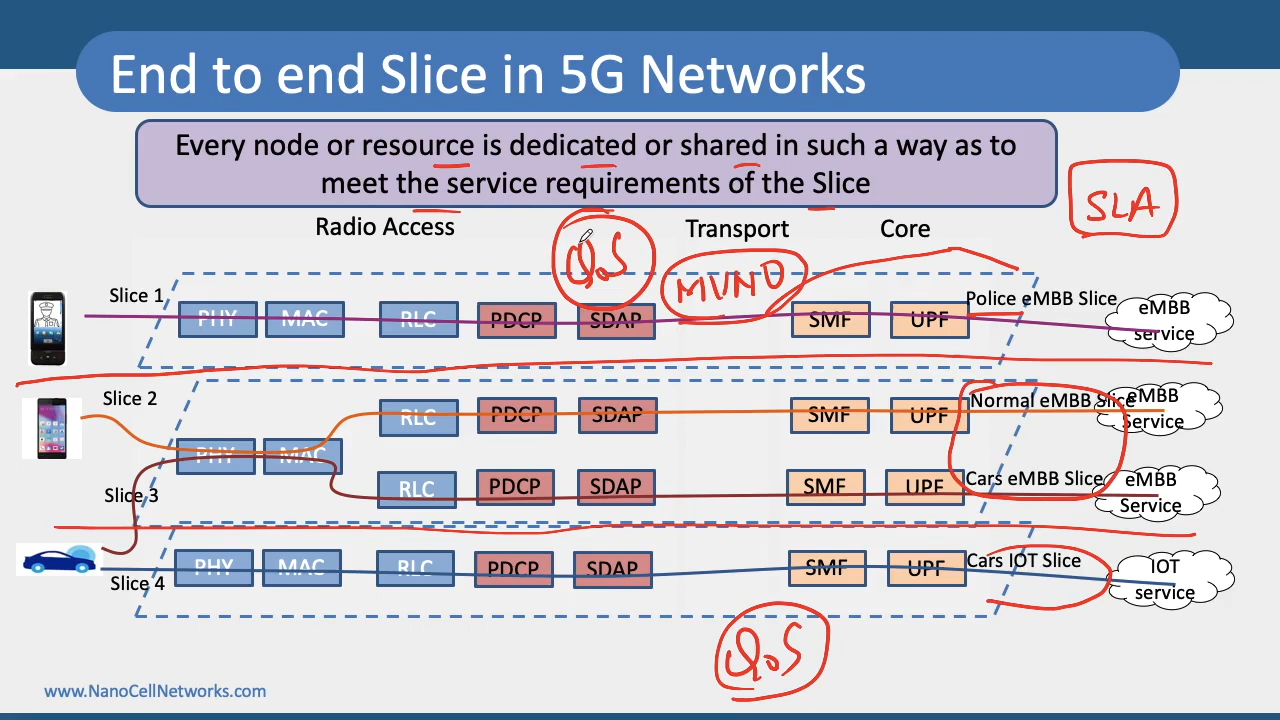 End to end Slice in 5G Networks
Every node or resource is dedicated or shared in such a way as to
meet the service requirements of the Slice
SLA
Radio Access
QoS
Transport
Core
MVNO
Slice 1
PHY
MAC
RLC
PDCP
SDAP
SMF
UPF
Police eMBB Slice
eMBB
service
Slice 2
RLC
PDCP
SDAP
SMF
UPF
Normal eMBB Slice
eMBB
Service
PHY
MAC
Slice 3
RLC
PDCP
SDAP
SMF
UPF
Cars eMBB Slice
eMBB
Service
Slice 4
PHY
MAC
RLC
PDCP
SDAP
SMF
UPF
Cars IOT Slice
IOT
service
QoS
www.NanoCellNetworks.com